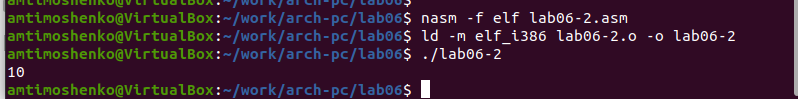 amtimoshenko@VirtualBox:~/work/arch-pc/lab06$ nasm -f elf lab06-2.asm
amtimoshenko@VirtualBox:~/work/arch-pc/lab06$ ld -m elf_i386 lab06-2.o -o lab06-2
amtimoshenko@VirtualBox:~/work/arch-pc/lab06$ ./lab06-2
10
amtimoshenko@VirtualBox:~/work/arch-pc/lab06$